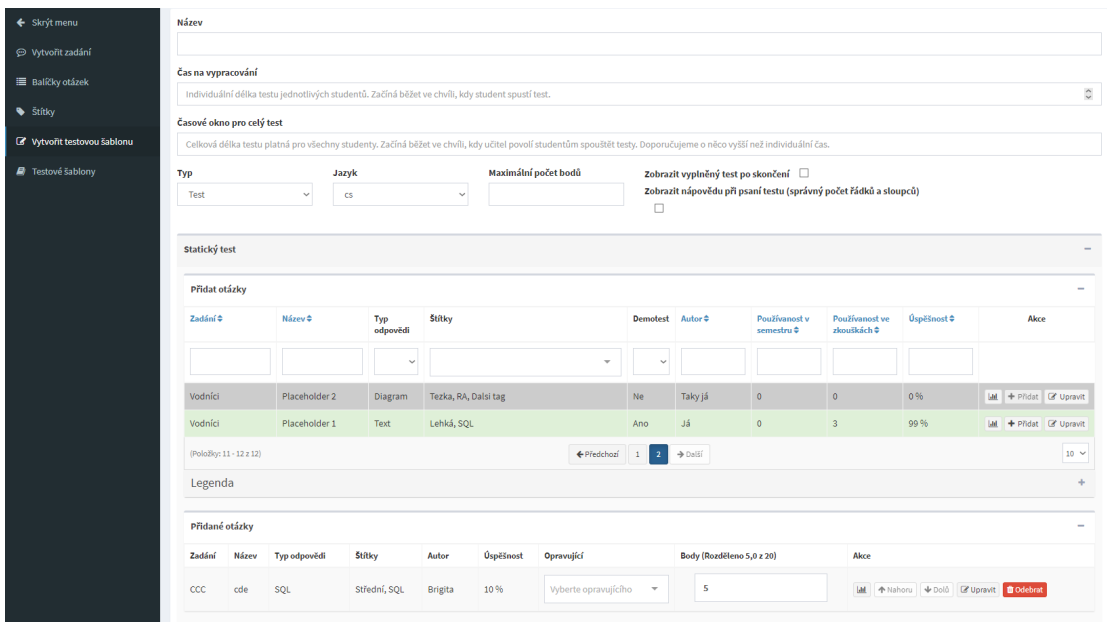 Skrýt menu
Vytvořit zadání
Balíčky otázek
Štítky
Vytvořit testovou šablonu
Testové šablony
Název
Čas na vypracování
Individuální délka testu jednotlivých studentů. Začíná běžet ve chvíli, kdy student spustí test.
Časové okno pro celý test
Celková délka testu platná pro všechny studenty. Začíná běžet ve chvíli, kdy učitel povolí studentům spouštět testy. Doporučujeme o něco vyšší než individuální čas.
Typ Jazyk Maximální počet bodů Zobrazit vyplněný test po skončení
Test cs Zobrazit nápovědu při psaní testu (správný počet řádků a sloupců)
Statický test
Přidat otázky
Zadání Název Typ odpovědi Štítky Demotest Autor Používanost v semestru Používanost ve zkouškách Úspěšnost Akce
Vodníci Placeholder 2 Diagram Tezka, RA, Dalsi tag Ne Taky já 0 0 0 % + Přidat Upravit
Vodníci Placeholder 1 Text Lehká, SQL Ano Já 0 3 99 % + Přidat Upravit
(Položky: 11 - 12 z 12) Předchozí 1 2 Další 10
Legenda
Přidané otázky
Zadání Název Typ odpovědi Štítky Autor Úspěšnost Opravující Body (Rozděleno 5,0 z 20) Akce
CCC cde SQL Střední, SQL Brigita 10 % Vyberte opravujícího 5 Nahoru Dolů Upravit Odebrat